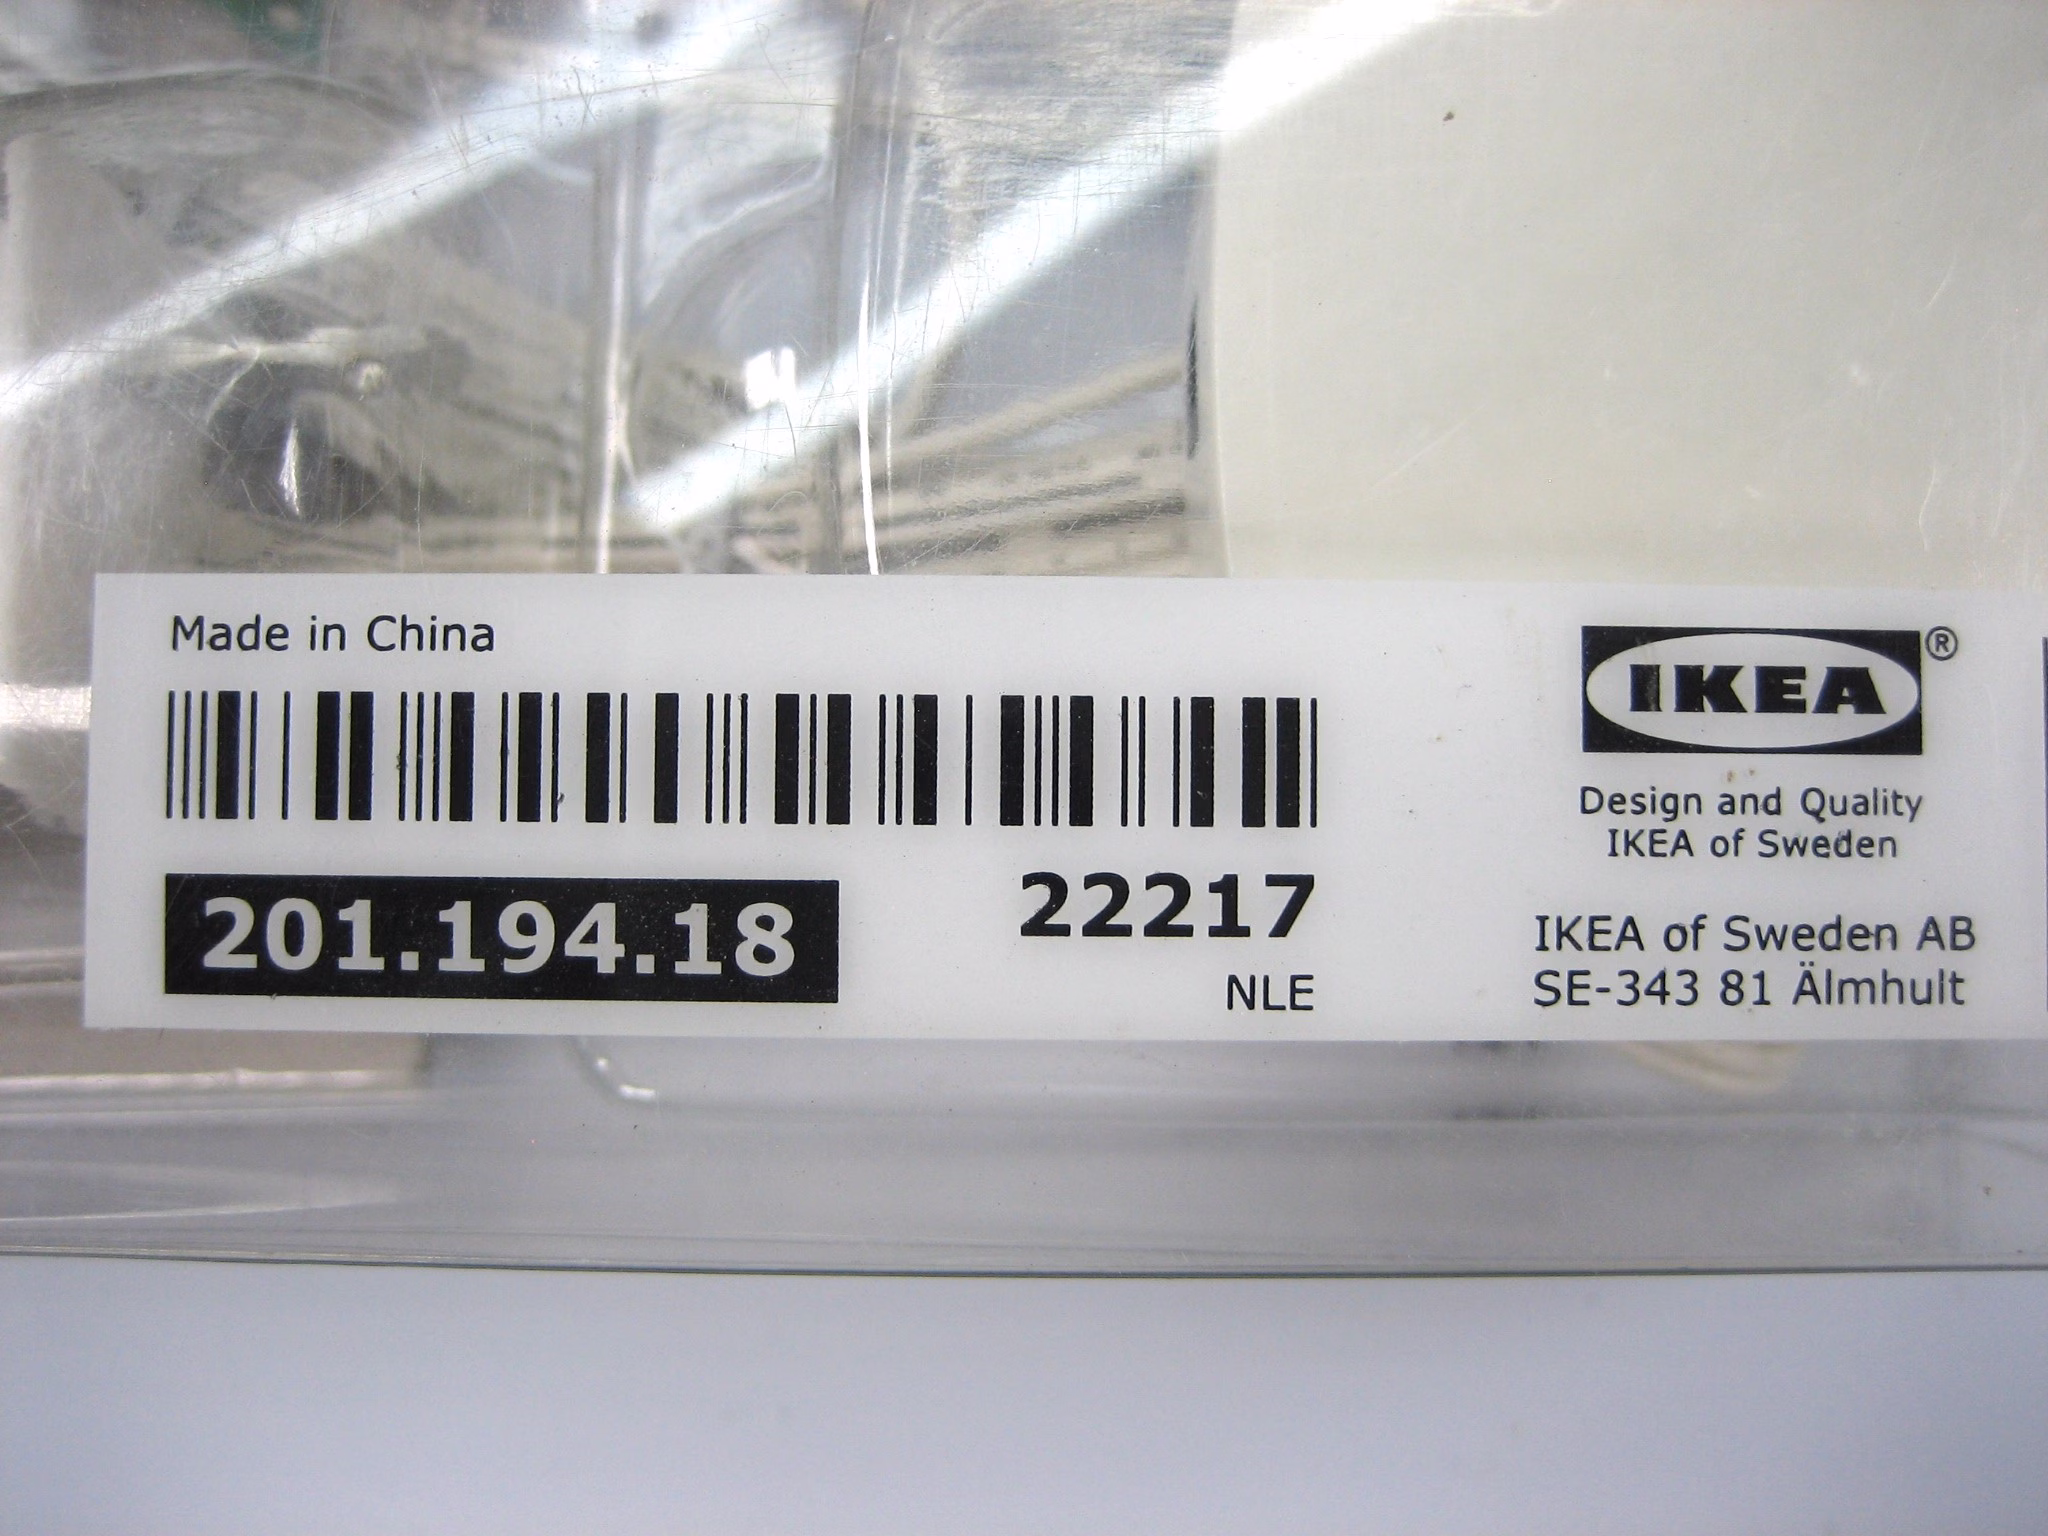 Made in China
IKEA®
Design and Quality
IKEA of Sweden
201.194.18
22217
NLE
IKEA of Sweden AB
SE-343 81 Älmhult